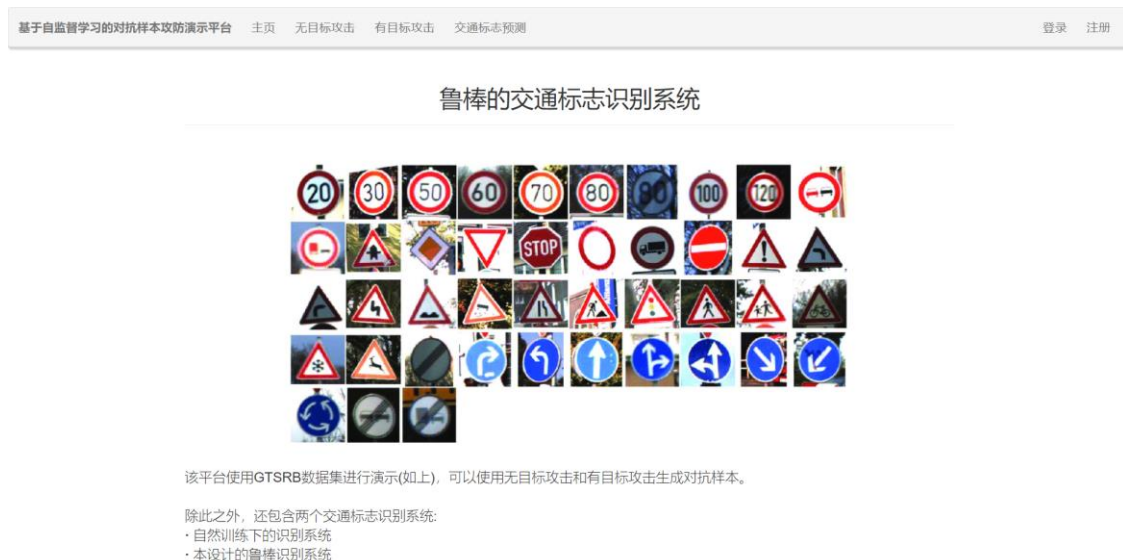 基于自监督学习的对抗样本攻防演示平台 主页 无目标攻击 有目标攻击 交通标志预测 登录 注册
鲁棒的交通标志识别系统
20 30 50 60 70 80 80 100 120
STOP
该平台使用GTSRB数据集进行演示(如上)，可以使用无目标攻击和有目标攻击生成对抗样本。
除此之外，还包含两个交通标志识别系统:
·自然训练下的识别系统
·本设计的鲁棒识别系统